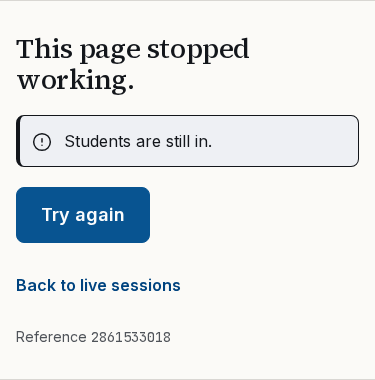 This page stopped
working.
Students are still in.
Try again
Back to live sessions
Reference 2861533018